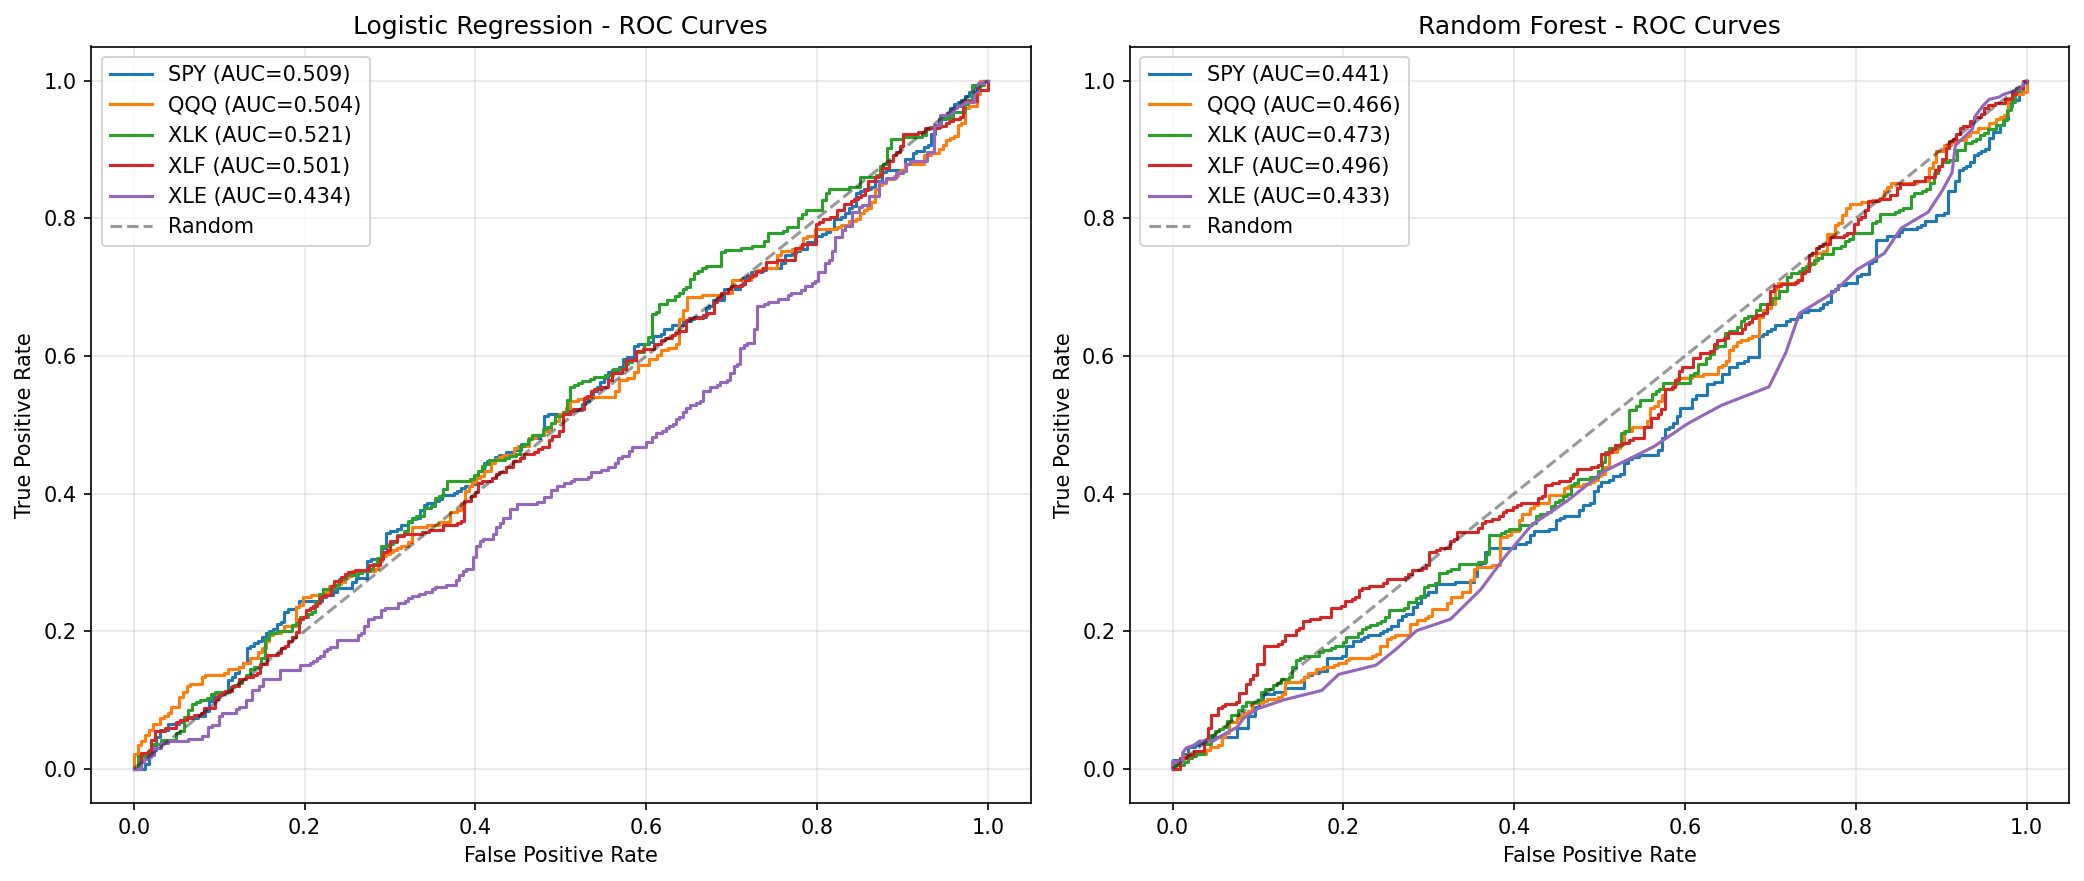 Logistic Regression - ROC Curves
SPY (AUC=0.509)
QQQ (AUC=0.504)
XLK (AUC=0.521)
XLF (AUC=0.501)
XLE (AUC=0.434)
Random
1.0
0.8
0.6
0.4
0.2
0.0
True Positive Rate
0.0 0.2 0.4 0.6 0.8 1.0
False Positive Rate
Random Forest - ROC Curves
SPY (AUC=0.441)
QQQ (AUC=0.466)
XLK (AUC=0.473)
XLF (AUC=0.496)
XLE (AUC=0.433)
Random
1.0
0.8
0.6
0.4
0.2
0.0
True Positive Rate
0.0 0.2 0.4 0.6 0.8 1.0
False Positive Rate